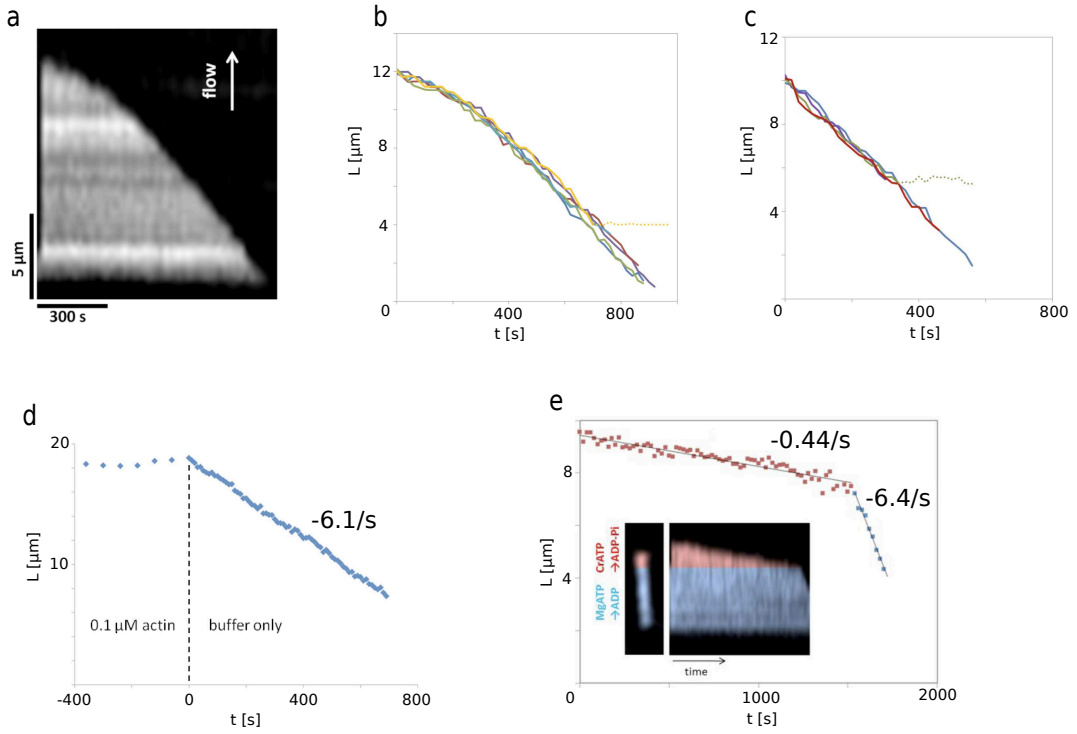 a
flow
5 µm
300 s
b
12
8
4
0
L [µm]
0
400
800
t [s]
c
12
8
4
0
L [µm]
0
400
800
t [s]
d
20
10
L [µm]
-6.1/s
0.1 µM actin
buffer only
-400
0
400
800
t [s]
e
8
4
L [µm]
-0.44/s
-6.4/s
CrATP
→ADP-Pi
MgATP
→ADP
time
0
1000
2000
t [s]